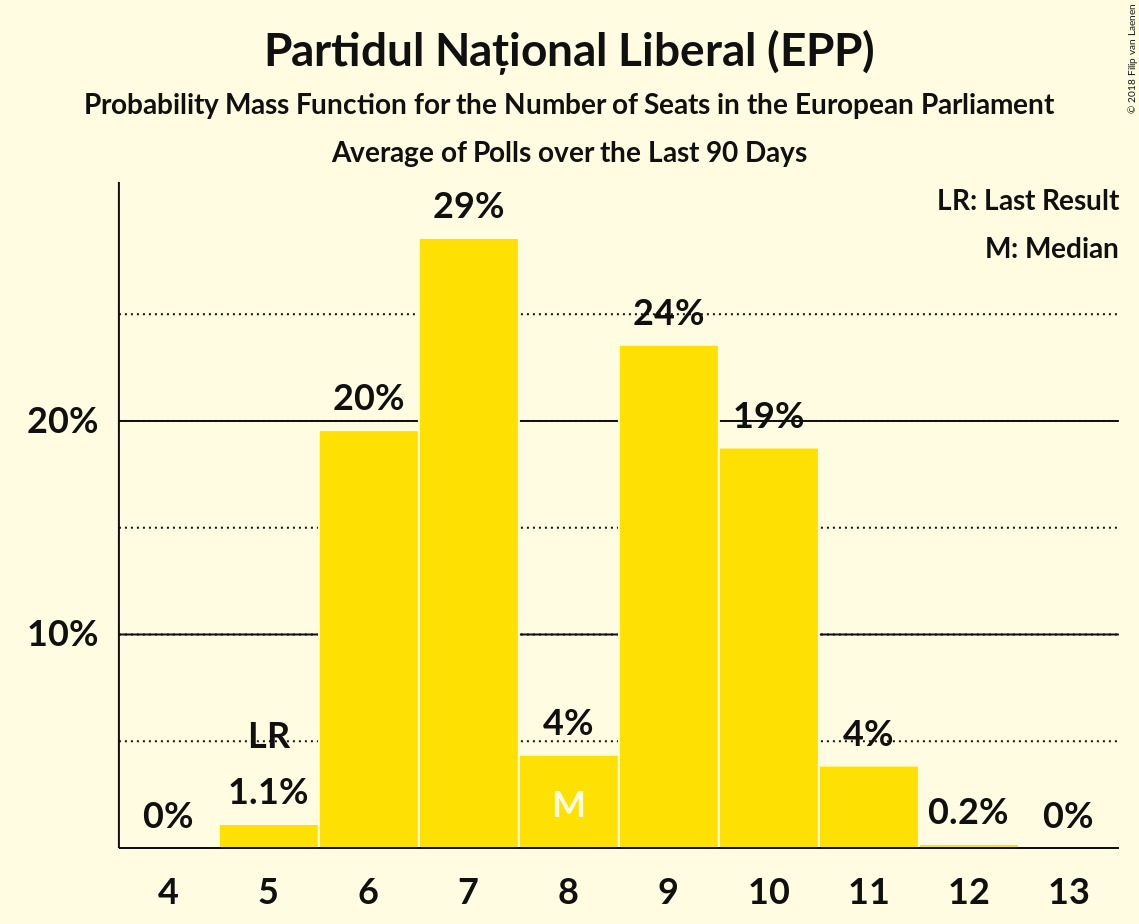 Partidul Național Liberal (EPP)
Probability Mass Function for the Number of Seats in the European Parliament
Average of Polls over the Last 90 Days
© 2018 Filip van Laenen
LR: Last Result
M: Median
29%
24%
20%
20%
19%
10%
LR
4%
4%
M
0%
1.1%
0.2%
0%
4 5 6 7 8 9 10 11 12 13